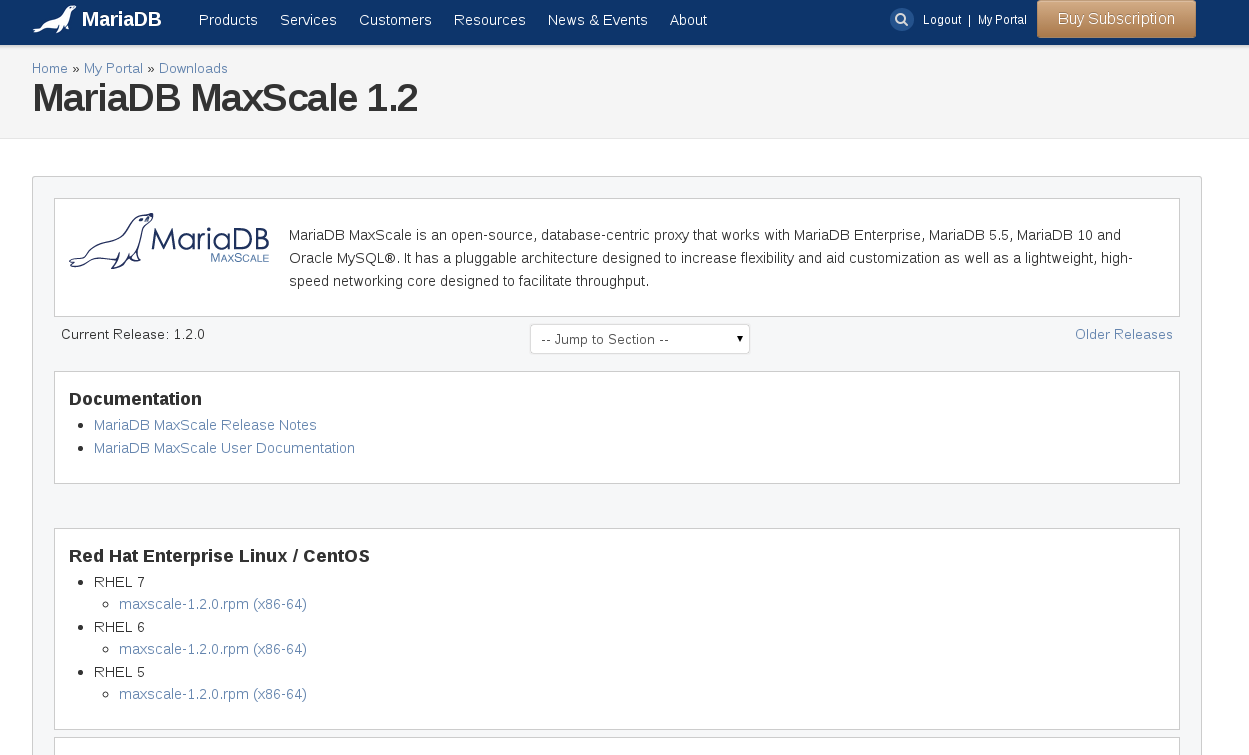 MariaDB Products Services Customers Resources News & Events About Logout | My Portal Buy Subscription
Home » My Portal » Downloads
MariaDB MaxScale 1.2
MariaDB
MAXSCALE
MariaDB MaxScale is an open-source, database-centric proxy that works with MariaDB Enterprise, MariaDB 5.5, MariaDB 10 and
Oracle MySQL®. It has a pluggable architecture designed to increase flexibility and aid customization as well as a lightweight, high-
speed networking core designed to facilitate throughput.
Current Release: 1.2.0 -- Jump to Section -- Older Releases
Documentation
• MariaDB MaxScale Release Notes
• MariaDB MaxScale User Documentation
Red Hat Enterprise Linux / CentOS
• RHEL 7
◦ maxscale-1.2.0.rpm (x86-64)
• RHEL 6
◦ maxscale-1.2.0.rpm (x86-64)
• RHEL 5
◦ maxscale-1.2.0.rpm (x86-64)